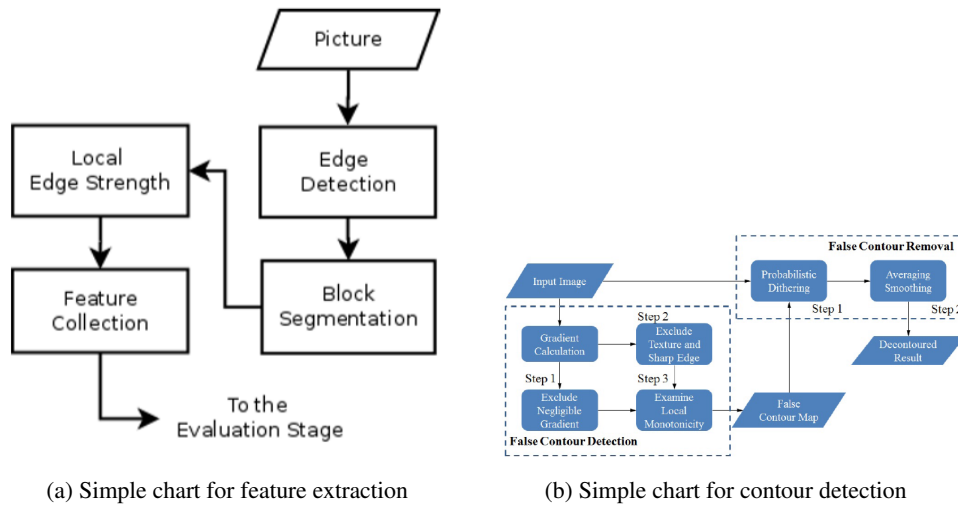 Picture
Edge
Detection
Block
Segmentation
Local
Edge Strength
Feature
Collection
To the
Evaluation Stage
(a) Simple chart for feature extraction
False Contour Removal
Input Image
Probabilistic
Dithering
Averaging
Smoothing
Step 1
Step 2
Decontoured
Result
Step 2
Gradient
Calculation
Exclude
Texture and
Sharp Edge
Step 1
Step 3
Exclude
Negligible
Gradient
Examine
Local
Monotonicity
False
Contour Map
False Contour Detection
(b) Simple chart for contour detection